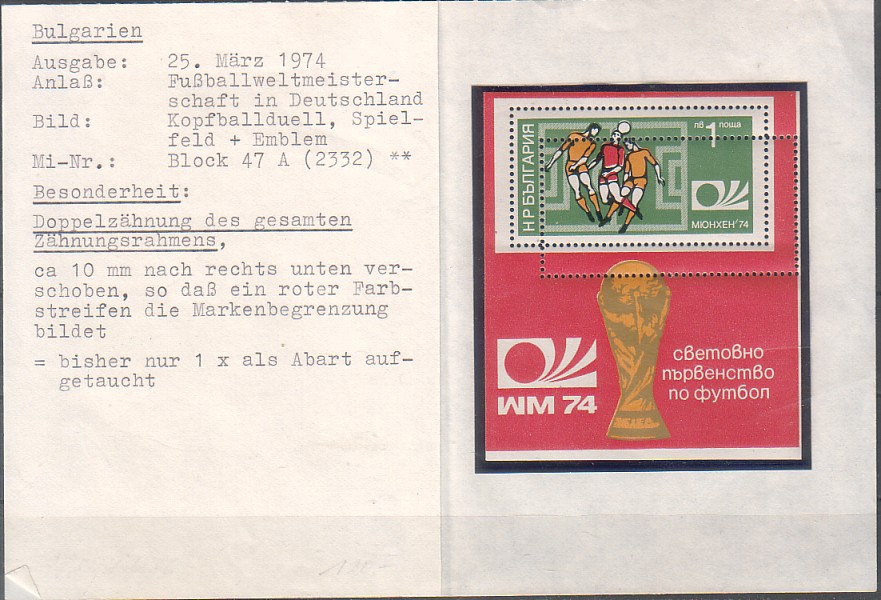 Bulgarien
Ausgabe: 25. März 1974
Anlaß: Fußballweltmeister-
schaft in Deutschland
Bild: Kopfballduell, Spiel-
feld + Emblem
Mi-Nr.: Block 47 A (2332) **
Besonderheit:
Doppelzähnung des gesamten
Zähnungsrahmens,
ca 10 mm nach rechts unten ver-
schoben, so daß ein roter Farb-
streifen die Markenbegrenzung
bildet
= bisher nur 1 x als Abart auf-
getaucht
НР БЪЛГАРИЯ
лв 1 поща
МЮНХЕН'74
WM 74
световно
първенство
по футбол